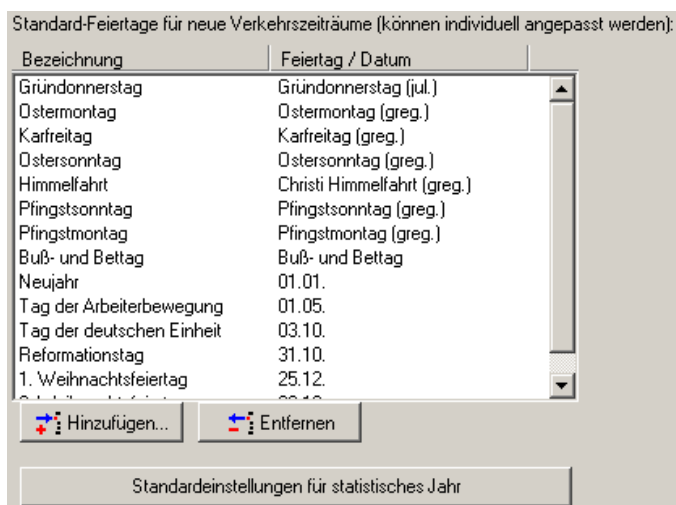 Standard-Feiertage für neue Verkehrszeiträume (können individuell angepasst werden):
Bezeichnung Feiertag / Datum
Gründonnerstag Gründonnerstag (jul.)
Ostermontag Ostermontag (greg.)
Karfreitag Karfreitag (greg.)
Ostersonntag Ostersonntag (greg.)
Himmelfahrt Christi Himmelfahrt (greg.)
Pfingstsonntag Pfingstsonntag (greg.)
Pfingstmontag Pfingstmontag (greg.)
Buß- und Bettag Buß- und Bettag
Neujahr 01.01.
Tag der Arbeiterbewegung 01.05.
Tag der deutschen Einheit 03.10.
Reformationstag 31.10.
1. Weihnachtsfeiertag 25.12.
Hinzufügen... Entfernen
Standardeinstellungen für statistisches Jahr